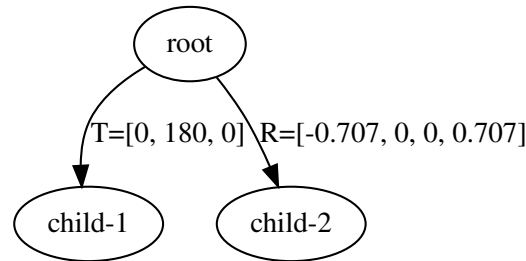 root
T=[0, 180, 0] R=[-0.707, 0, 0, 0.707]
child-1 child-2